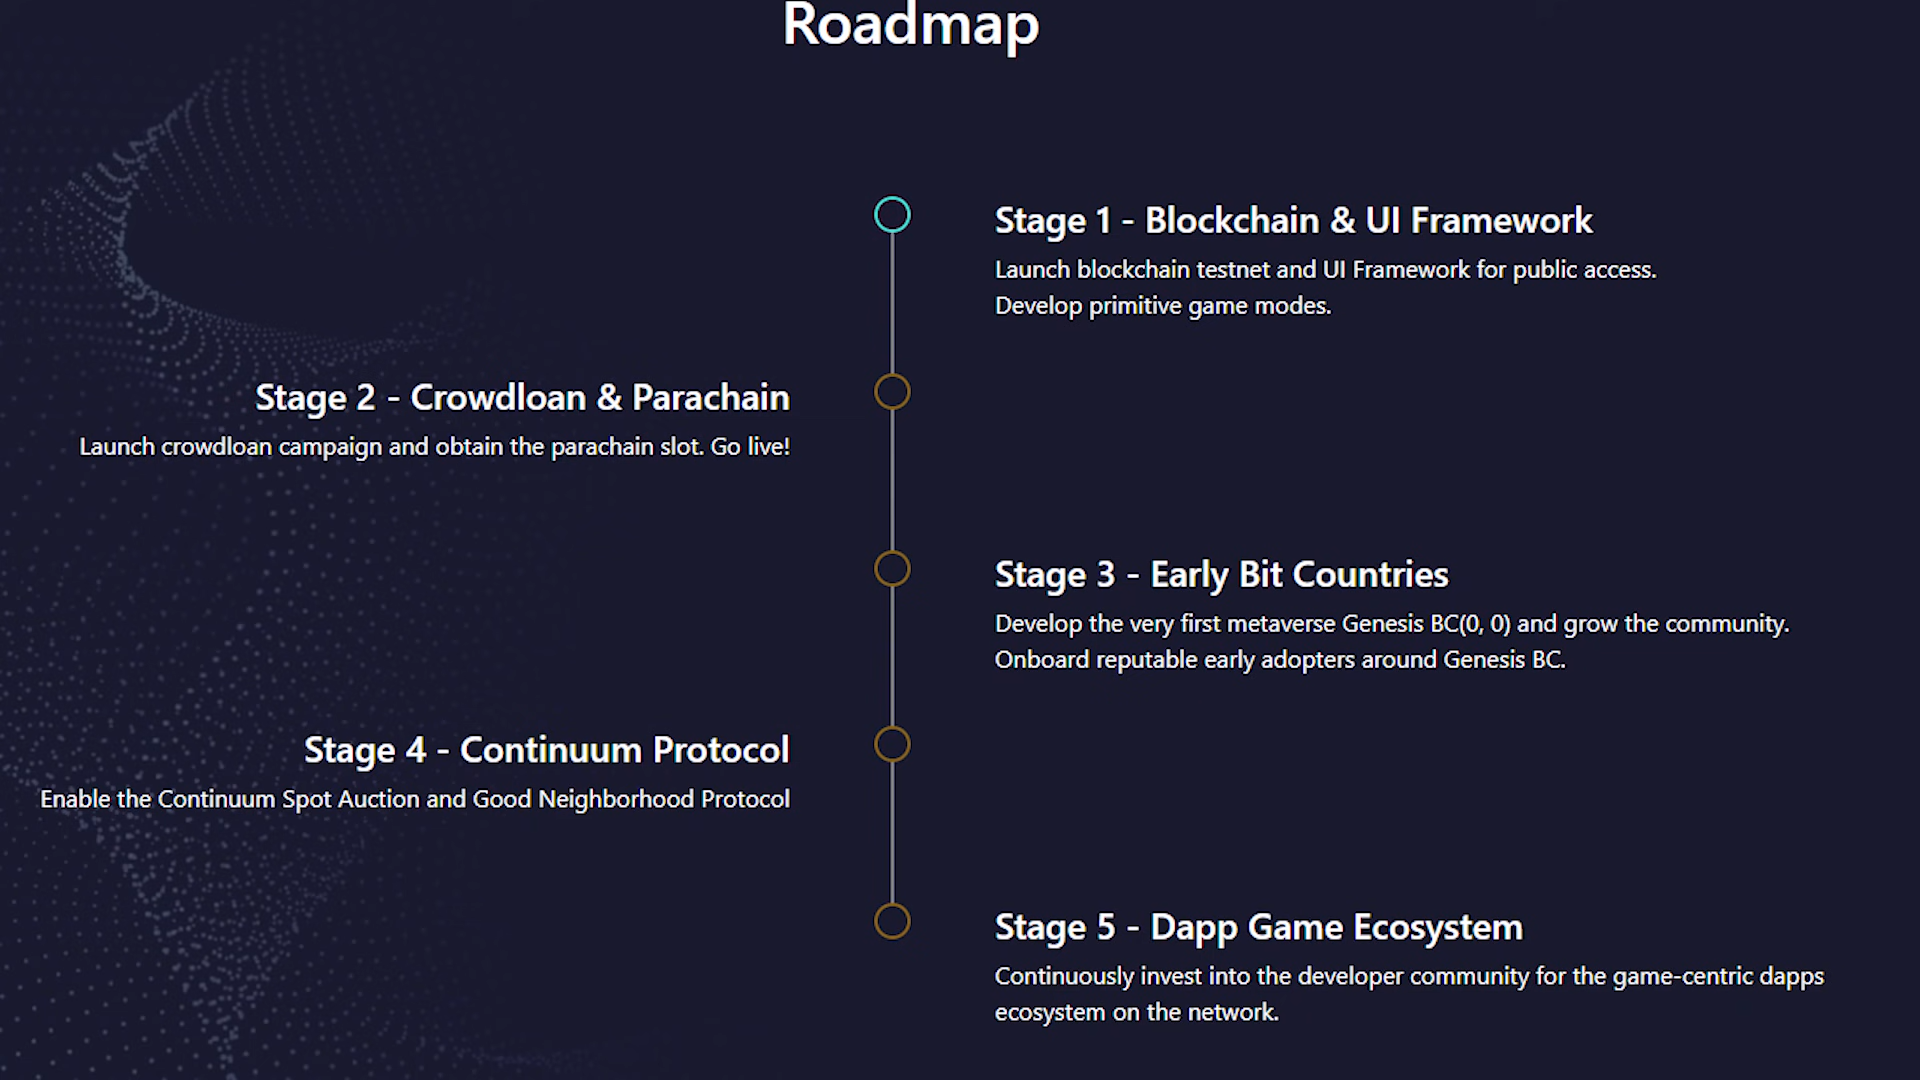 Roadmap
Stage 1 - Blockchain & UI Framework
Launch blockchain testnet and UI Framework for public access.
Develop primitive game modes.
Stage 2 - Crowdloan & Parachain
Launch crowdloan campaign and obtain the parachain slot. Go live!
Stage 3 - Early Bit Countries
Develop the very first metaverse Genesis BC(0, 0) and grow the community.
Onboard reputable early adopters around Genesis BC.
Stage 4 - Continuum Protocol
Enable the Continuum Spot Auction and Good Neighborhood Protocol
Stage 5 - Dapp Game Ecosystem
Continuously invest into the developer community for the game-centric dapps
ecosystem on the network.